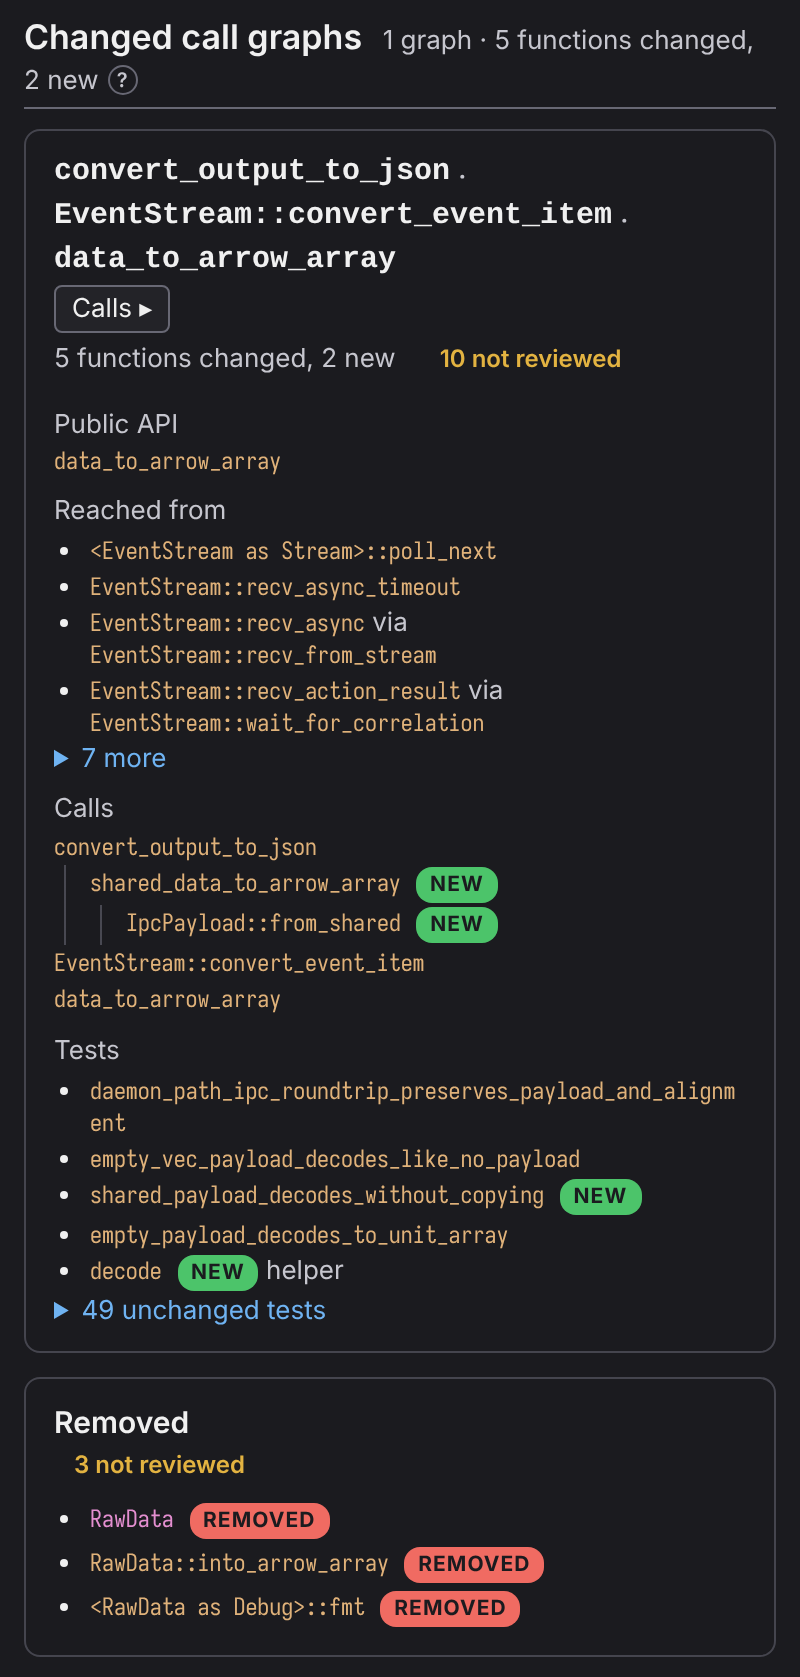 Changed call graphs 1 graph · 5 functions changed,
2 new ?
convert_output_to_json ·
EventStream::convert_event_item ·
data_to_arrow_array
Calls ▸
5 functions changed, 2 new 10 not reviewed
Public API
data_to_arrow_array
Reached from
• <EventStream as Stream>::poll_next
• EventStream::recv_async_timeout
• EventStream::recv_async via
EventStream::recv_from_stream
• EventStream::recv_action_result via
EventStream::wait_for_correlation
▶ 7 more
Calls
convert_output_to_json
shared_data_to_arrow_array NEW
IpcPayload::from_shared NEW
EventStream::convert_event_item
data_to_arrow_array
Tests
• daemon_path_ipc_roundtrip_preserves_payload_and_alignm
ent
• empty_vec_payload_decodes_like_no_payload
• shared_payload_decodes_without_copying NEW
• empty_payload_decodes_to_unit_array
• decode NEW helper
▶ 49 unchanged tests
Removed
3 not reviewed
• RawData REMOVED
• RawData::into_arrow_array REMOVED
• <RawData as Debug>::fmt REMOVED